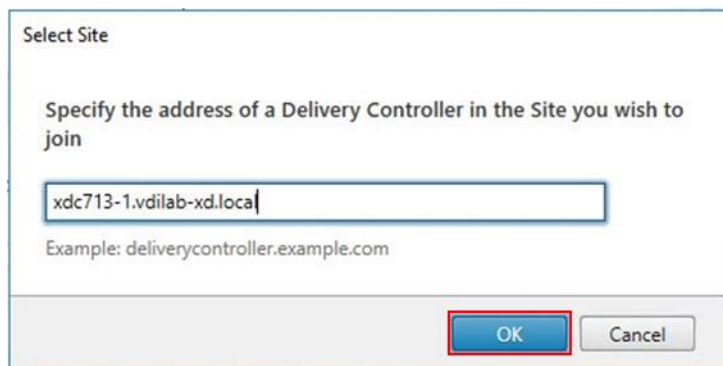 Select Site
Specify the address of a Delivery Controller in the Site you wish to
join
xdc713-1.vdilab-xd.local
Example: deliverycontroller.example.com
OK
Cancel